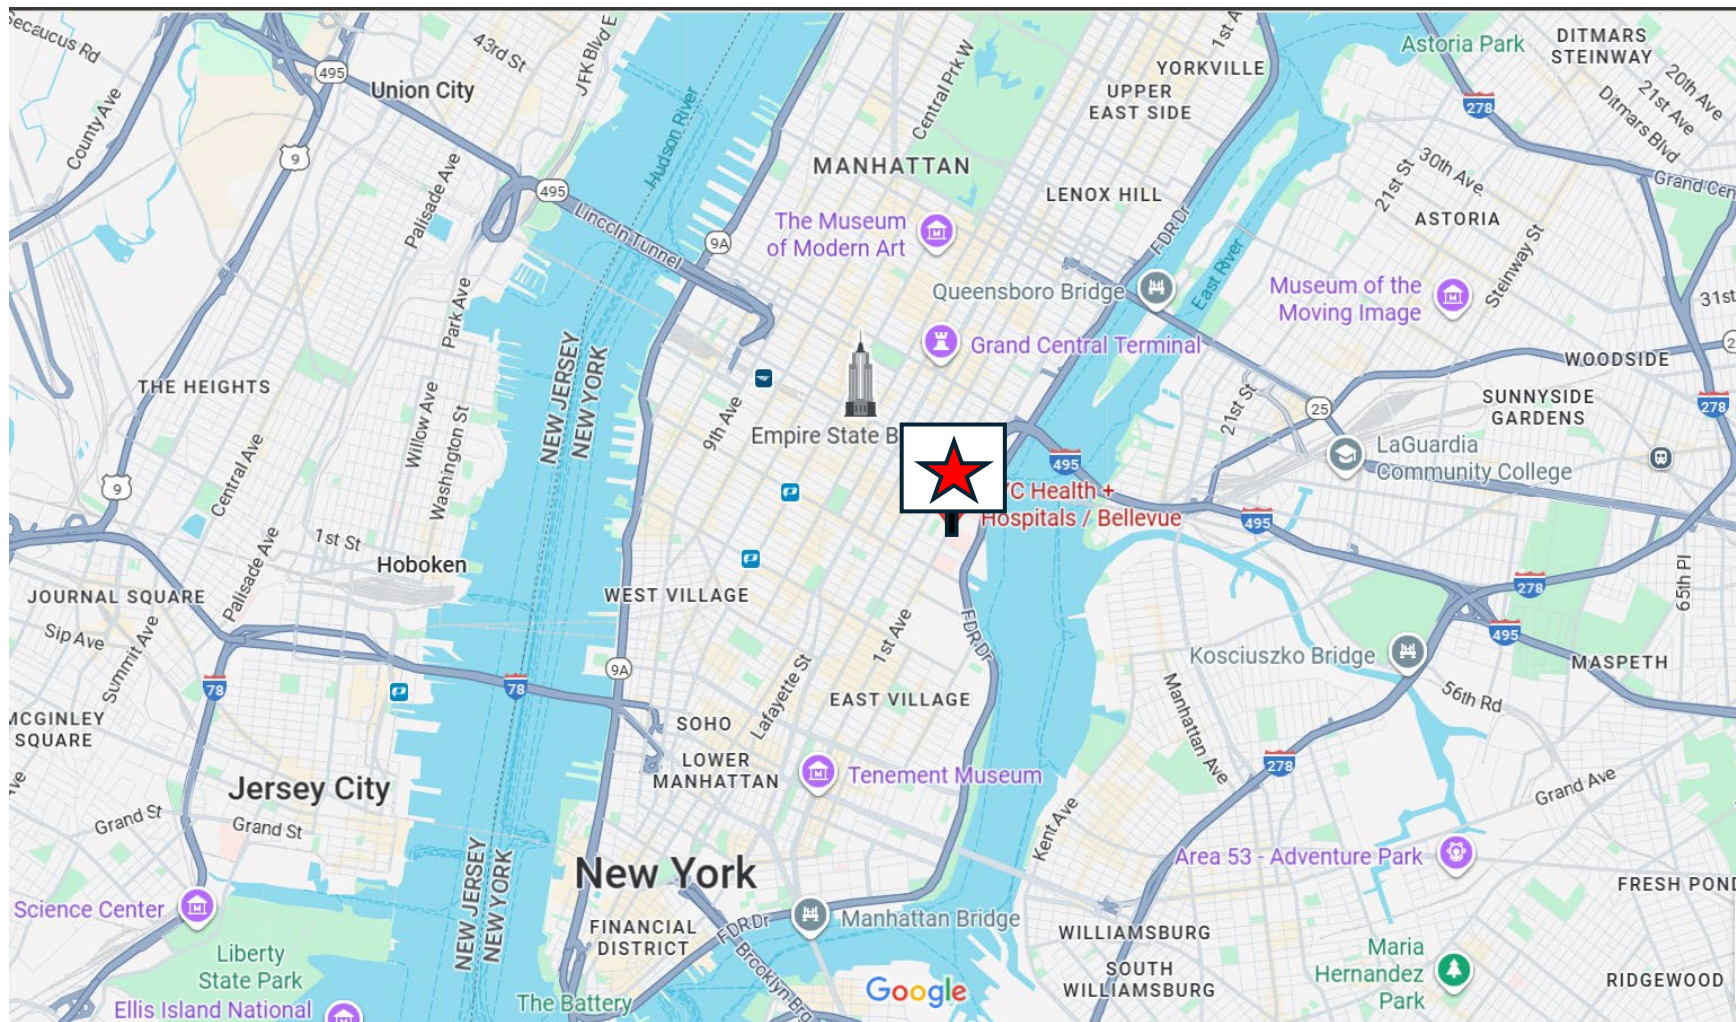 Secaucus Rd
43rd St
JFK Blvd E
Central Prk W
1st A
Astoria Park
DITMARS
STEINWAY
YORKVILLE
20th Ave
21st Ave
Ditmars Blvd
495
Union City
UPPER
EAST SIDE
278
County Ave
Hudson River
9
Palisade Ave
MANHATTAN
30th Ave
21st St
Grand Cen
495
LENOX HILL
Lincoln Tunnel
The Museum
of Modern Art
9A
FDR Dr
ASTORIA
Steinway St
Park Ave
Queensboro Bridge
East River
Museum of the
Moving Image
31st
NEW JERSEY
NEW YORK
Grand Central Terminal
WOODSIDE
2
THE HEIGHTS
Willow Ave
Washington St
9th Ave
21st St
25
SUNNYSIDE
GARDENS
278
Empire State B
Central Ave
495
LaGuardia
Community College
9
YC Health +
Hospitals / Bellevue
495
1st St
Hoboken
Palisade Ave
JOURNAL SQUARE
WEST VILLAGE
278
65th Pl
Sip Ave
Summit Ave
1st Ave
FDR Dr
495
Kosciuszko Bridge
MASPETH
78
78
9A
Lafayette St
EAST VILLAGE
Manhattan Ave
56th Rd
MCGINLEY
SQUARE
SOHO
LOWER
MANHATTAN
Tenement Museum
278
Jersey City
Grand St
Grand St
Kent Ave
Grand Ave
New York
NEW JERSEY
NEW YORK
Area 53 - Adventure Park
FRESH POND
Science Center
FINANCIAL
DISTRICT
FDR Dr
Manhattan Bridge
WILLIAMSBURG
Liberty
State Park
Brooklyn Brg
SOUTH
WILLIAMSBURG
Maria
Hernandez
Park
RIDGEWOOD
Ellis Island National
The Battery
Google